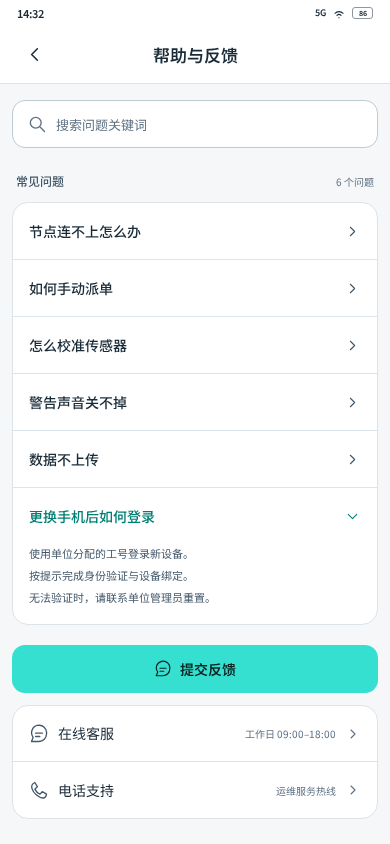 14:32
5G
86
帮助与反馈
搜索问题关键词
常见问题
6 个问题
节点连不上怎么办
如何手动派单
怎么校准传感器
警告声音关不掉
数据不上传
更换手机后如何登录
使用单位分配的工号登录新设备。
按提示完成身份验证与设备绑定。
无法验证时，请联系单位管理员重置。
提交反馈
在线客服
工作日 09:00–18:00
电话支持
运维服务热线